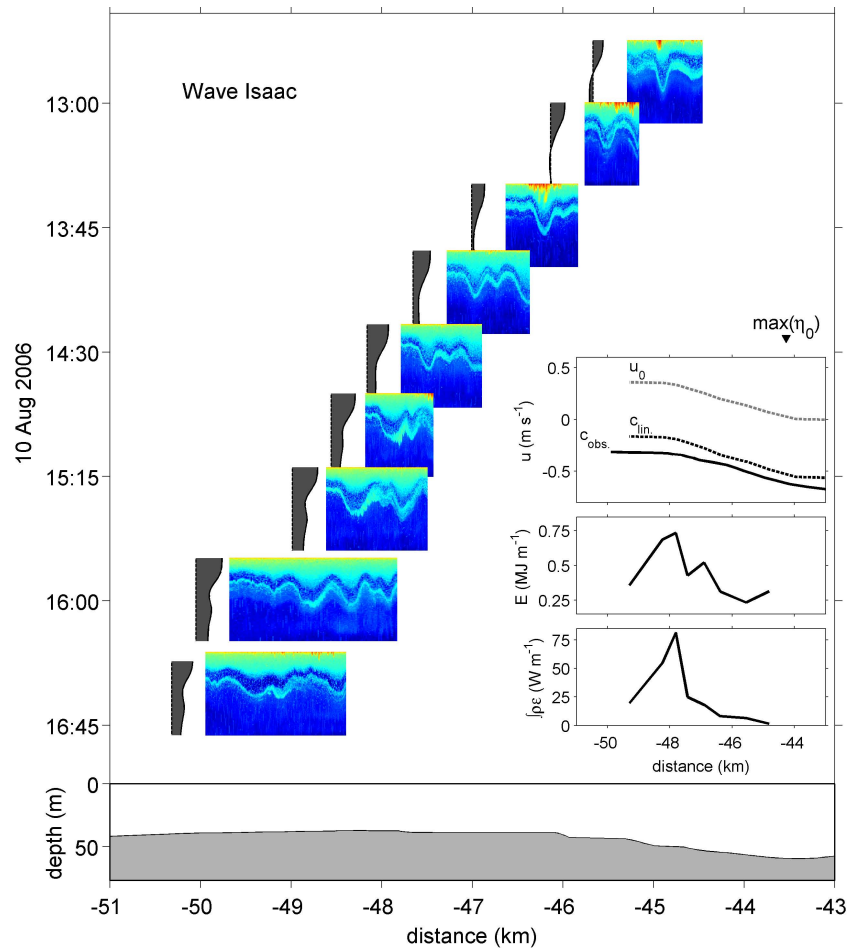 Wave Isaac
13:00
13:45
14:30
15:15
16:00
16:45
10 Aug 2006
max(η₀)
0.5
0
-0.5
u (m s⁻¹)
u₀
c_lin.
c_obs.
0.75
0.5
0.25
E (MJ m⁻¹)
75
50
25
0
∫ρε (W m⁻¹)
-50 -48 -46 -44
distance (km)
0
50
depth (m)
-51 -50 -49 -48 -47 -46 -45 -44 -43
distance (km)